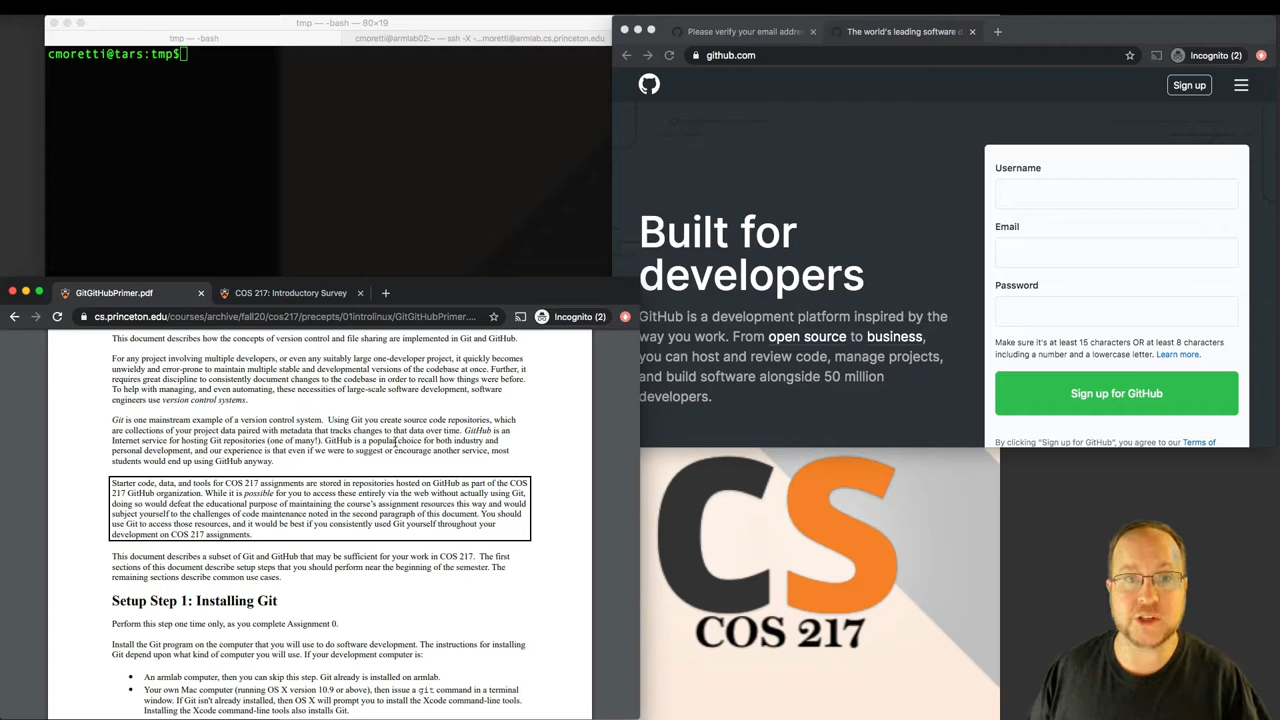 tmp — -bash — 80×19
tmp — -bash
cmoretti@armlab02:~ — ssh -X -...moretti@armlab.cs.princeton.edu
cmoretti@tars:tmp$
Please verify your email addre
The world's leading software d
github.com
Incognito (2)
Sign up
Built for
developers
GitHub is a development platform inspired by the
way you work. From open source to business,
you can host and review code, manage projects,
and build software alongside 50 million
developers.
Username
Email
Password
Make sure it's at least 15 characters OR at least 8 characters
including a number and a lowercase letter. Learn more.
Sign up for GitHub
By clicking “Sign up for GitHub”, you agree to our Terms of
GitGitHubPrimer.pdf
COS 217: Introductory Survey
cs.princeton.edu/courses/archive/fall20/cos217/precepts/01introlinux/GitGitHubPrimer....
Incognito (2)
This document describes how the concepts of version control and file sharing are implemented in Git and GitHub.
For any project involving multiple developers, or even any suitably large one-developer project, it quickly becomes
unwieldy and error-prone to maintain multiple stable and developmental versions of the codebase at once. Further, it
requires great discipline to consistently document changes to the codebase in order to recall how things were before.
To help with managing, and even automating, these necessities of large-scale software development, software
engineers use version control systems.
Git is one mainstream example of a version control system. Using Git you create source code repositories, which
are collections of your project data paired with metadata that tracks changes to that data over time. GitHub is an
Internet service for hosting Git repositories (one of many!). GitHub is a popular choice for both industry and
personal development, and our experience is that even if we were to suggest or encourage another service, most
students would end up using GitHub anyway.
Starter code, data, and tools for COS 217 assignments are stored in repositories hosted on GitHub as part of the COS
217 GitHub organization. While it is possible for you to access these entirely via the web without actually using Git,
doing so would defeat the educational purpose of maintaining the course's assignment resources this way and would
subject yourself to the challenges of code maintenance noted in the second paragraph of this document. You should
use Git to access those resources, and it would be best if you consistently used Git yourself throughout your
development on COS 217 assignments.
This document describes a subset of Git and GitHub that may be sufficient for your work in COS 217. The first
sections of this document describe setup steps that you should perform near the beginning of the semester. The
remaining sections describe common use cases.
Setup Step 1: Installing Git
Perform this step one time only, as you complete Assignment 0.
Install the Git program on the computer that you will use to do software development. The instructions for installing
Git depend upon what kind of computer you will use. If your development computer is:
• An armlab computer, then you can skip this step. Git already is installed on armlab.
• Your own Mac computer (running OS X version 10.9 or above), then issue a git command in a terminal
window. If Git isn't already installed, then OS X will prompt you to install the Xcode command-line tools.
Installing the Xcode command-line tools also installs Git.
CS
COS 217